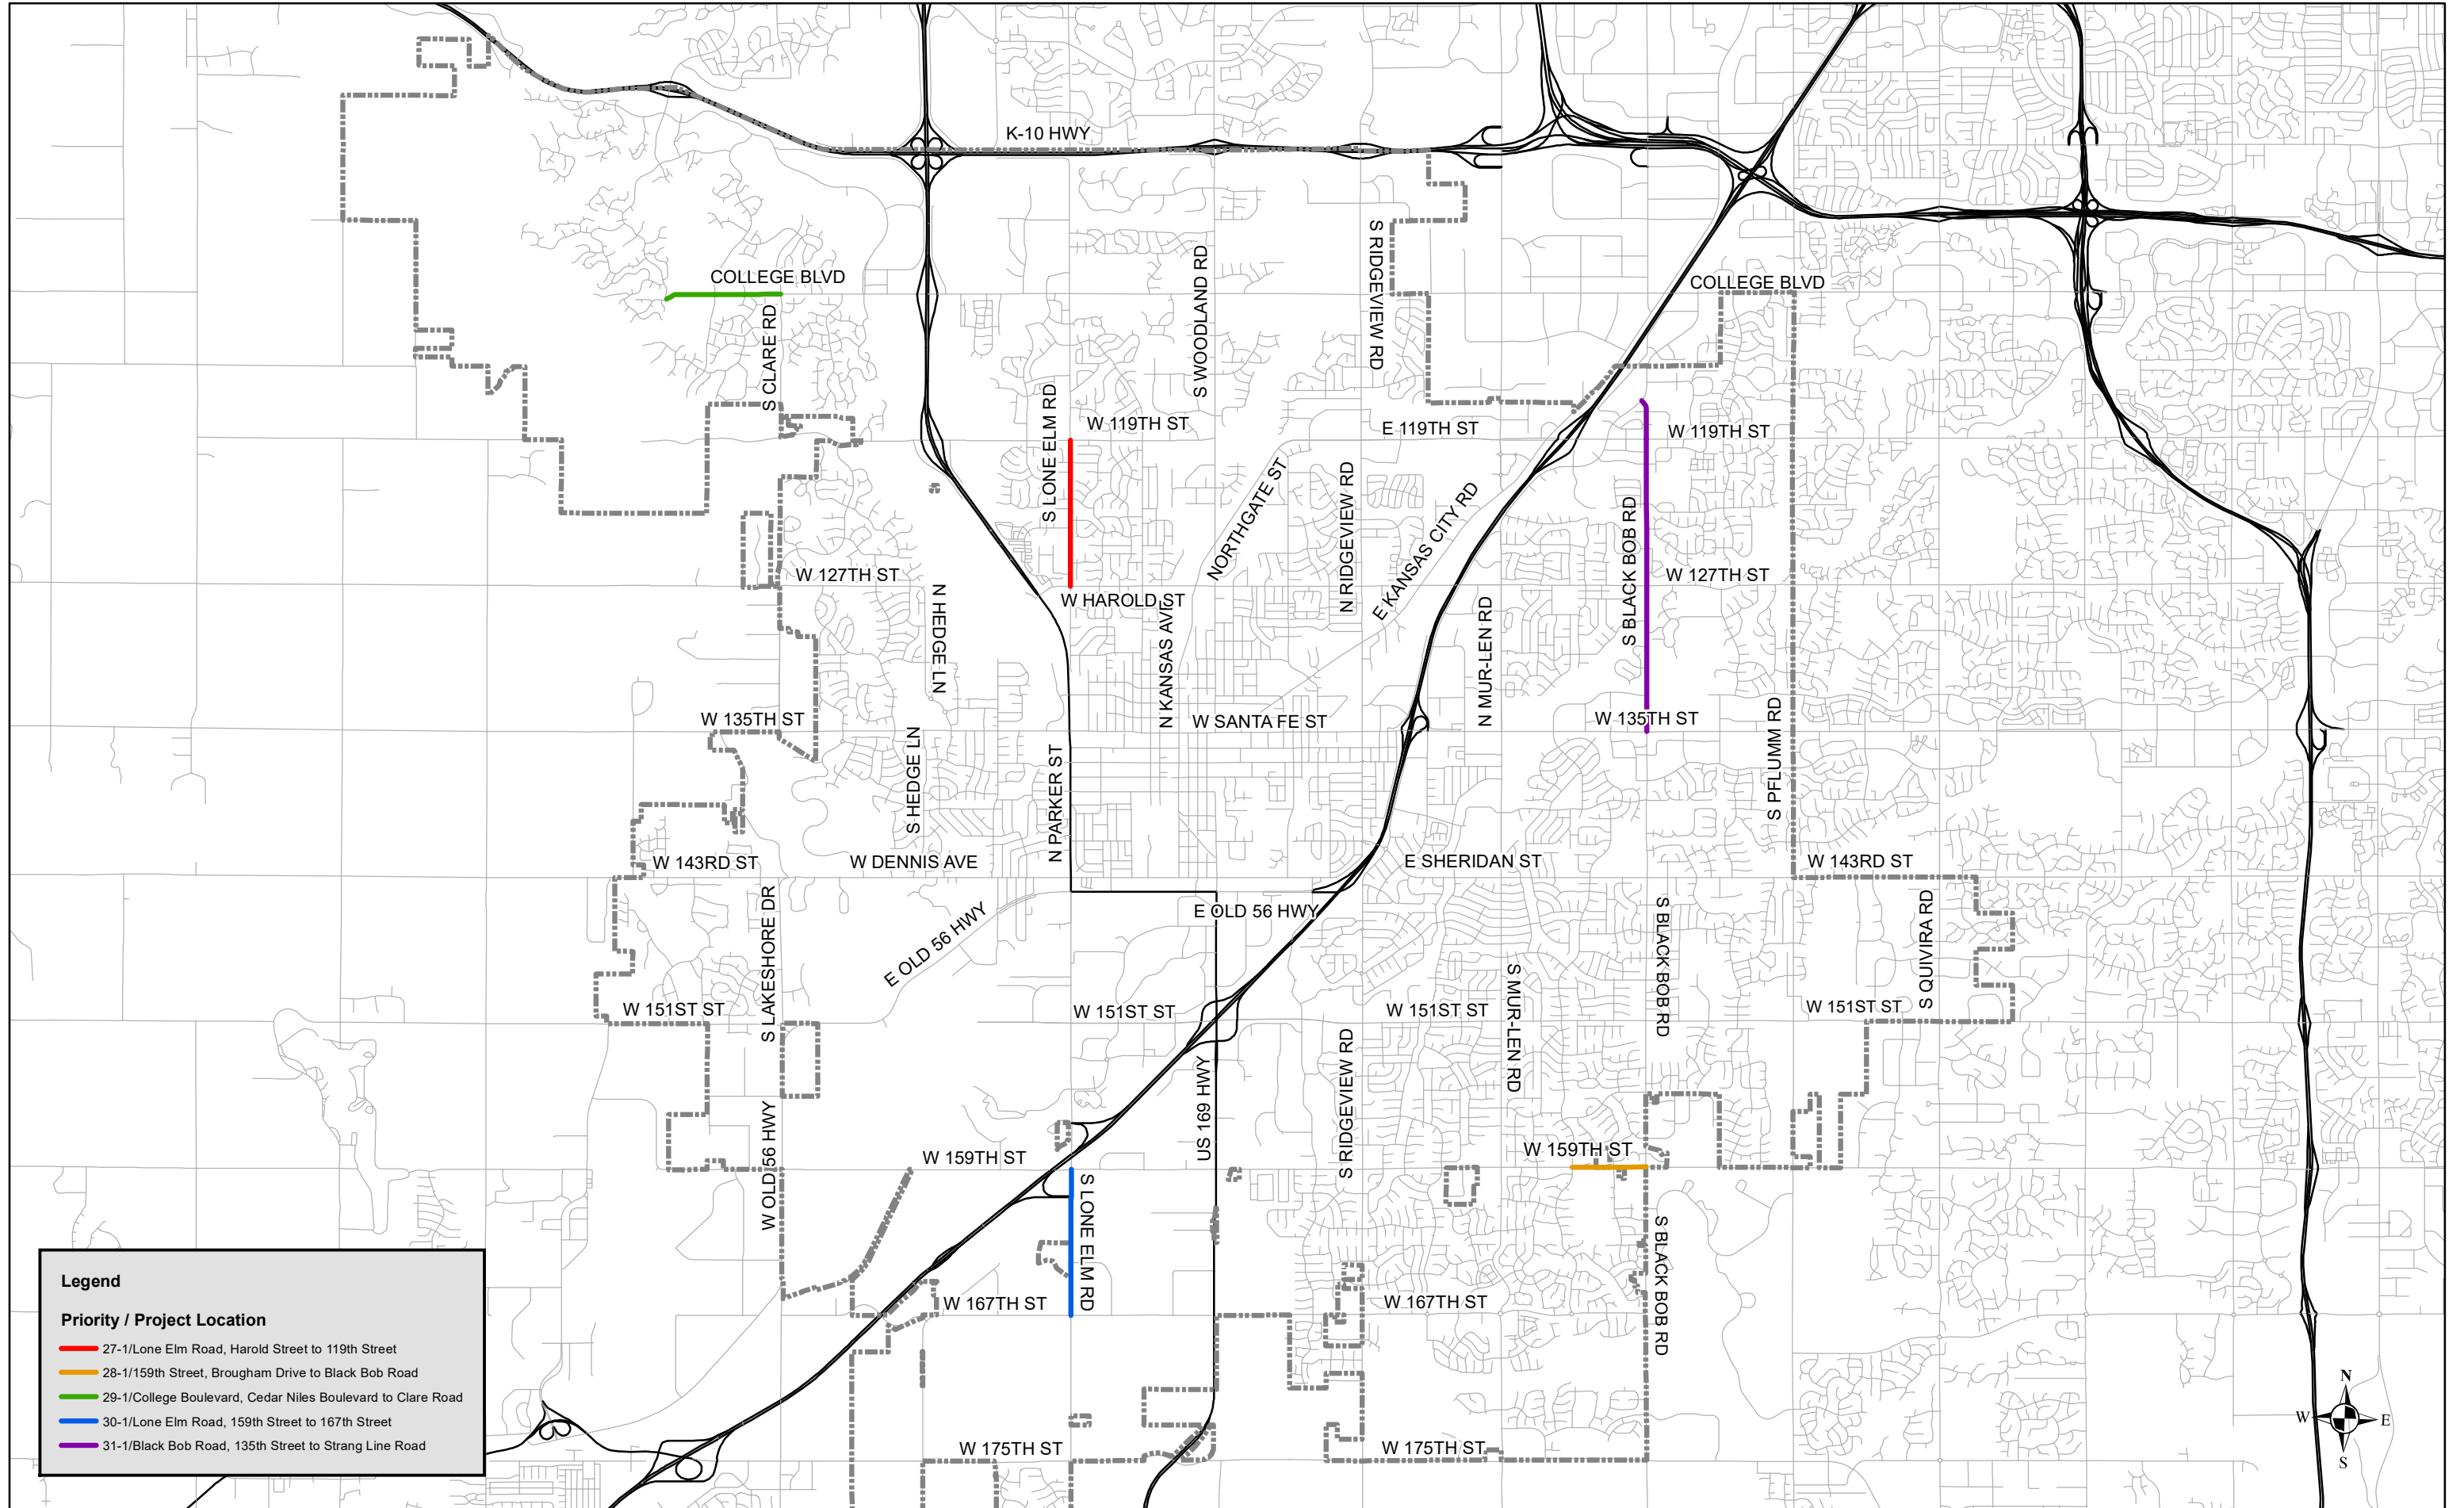 K-10 HWY
COLLEGE BLVD
COLLEGE BLVD
S RIDGEVIEW RD
S WOODLAND RD
S CLARE RD
S LONE ELM RD
W 119TH ST
E 119TH ST
W 119TH ST
NORTHGATE ST
N RIDGEVIEW RD
E KANSAS CITY RD
S BLACK BOB RD
W 127TH ST
W 127TH ST
W HAROLD ST
N HEDGE LN
N KANSAS AVE
N MUR-LEN RD
W 135TH ST
W SANTA FE ST
W 135TH ST
S PFLUMM RD
S HEDGE LN
N PARKER ST
W 143RD ST
W DENNIS AVE
E SHERIDAN ST
W 143RD ST
S LAKESHORE DR
E OLD 56 HWY
E OLD 56 HWY
S BLACK BOB RD
S QUIVIRA RD
W 151ST ST
W 151ST ST
W 151ST ST
S MUR-LEN RD
W 151ST ST
US 169 HWY
S RIDGEVIEW RD
W OLD 56 HWY
W 159TH ST
W 159TH ST
S LONE ELM RD
S BLACK BOB RD
W 167TH ST
W 167TH ST
W 175TH ST
W 175TH ST
Legend
Priority / Project Location
27-1/Lone Elm Road, Harold Street to 119th Street
28-1/159th Street, Brougham Drive to Black Bob Road
29-1/College Boulevard, Cedar Niles Boulevard to Clare Road
30-1/Lone Elm Road, 159th Street to 167th Street
31-1/Black Bob Road, 135th Street to Strang Line Road
N
W
E
S